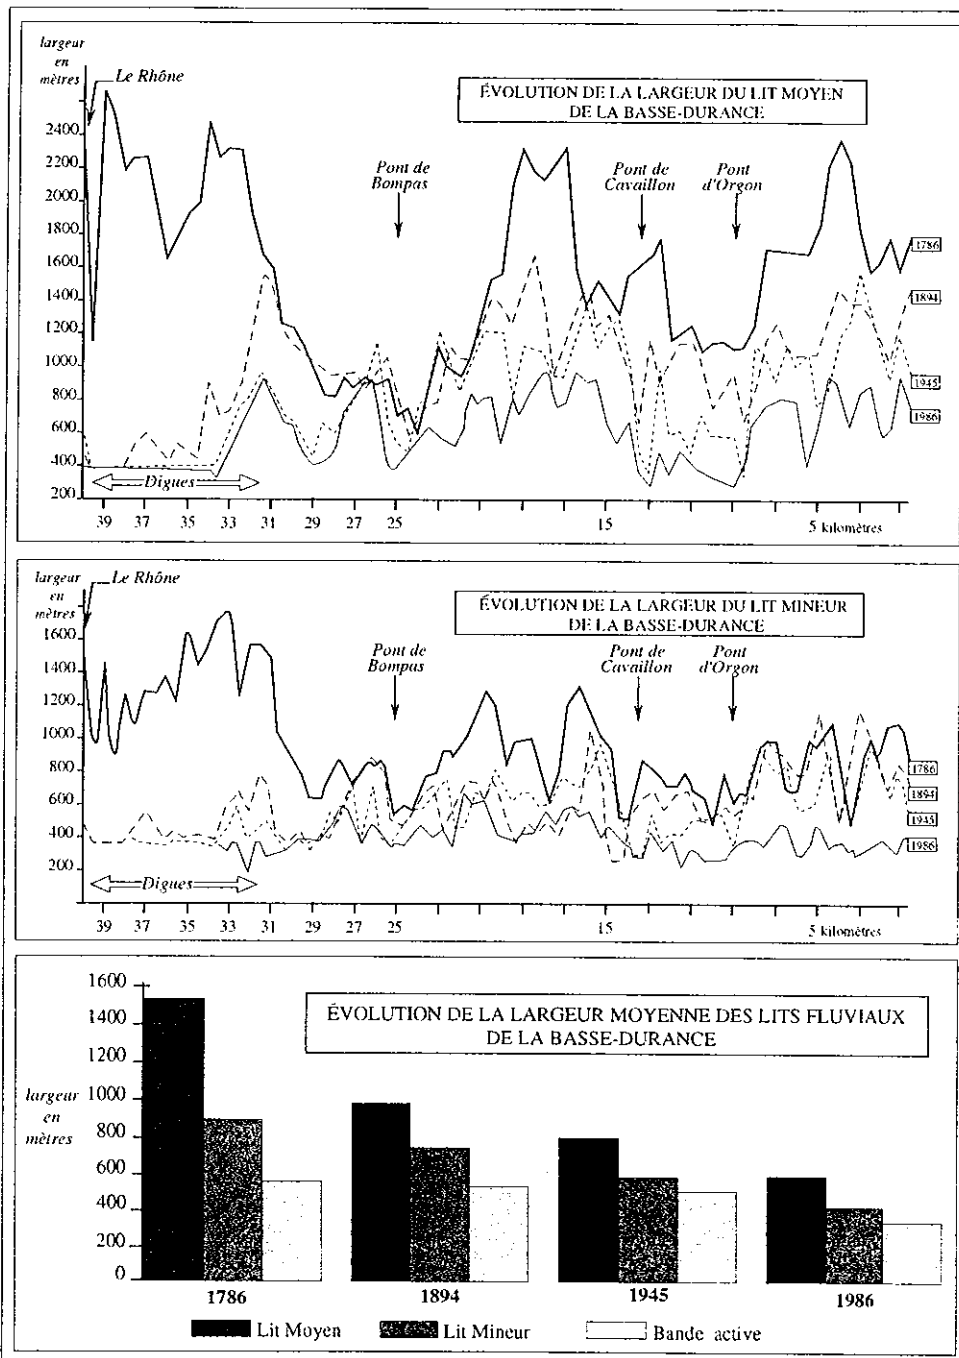 largeur
en
mètres
Le Rhône
ÉVOLUTION DE LA LARGEUR DU LIT MOYEN
DE LA BASSE-DURANCE
2400
2200
2000
1800
1600
1400
1200
1000
800
600
400
200
Pont de
Bompas
Pont de
Cavaillon
Pont
d'Orgon
1786
1894
1945
1986
Digues
39 37 35 33 31 29 27 25 15 5 kilomètres
largeur
en
mètres
Le Rhône
ÉVOLUTION DE LA LARGEUR DU LIT MINEUR
DE LA BASSE-DURANCE
1600
1400
1200
1000
800
600
400
200
Pont de
Bompas
Pont de
Cavaillon
Pont
d'Orgon
1786
1894
1945
1986
Digues
39 37 35 33 31 29 27 25 15 5 kilomètres
1600
1400
1200
1000
800
600
400
200
0
largeur
en
mètres
ÉVOLUTION DE LA LARGEUR MOYENNE DES LITS FLUVIAUX
DE LA BASSE-DURANCE
1786 1894 1945 1986
Lit Moyen Lit Mineur Bande active